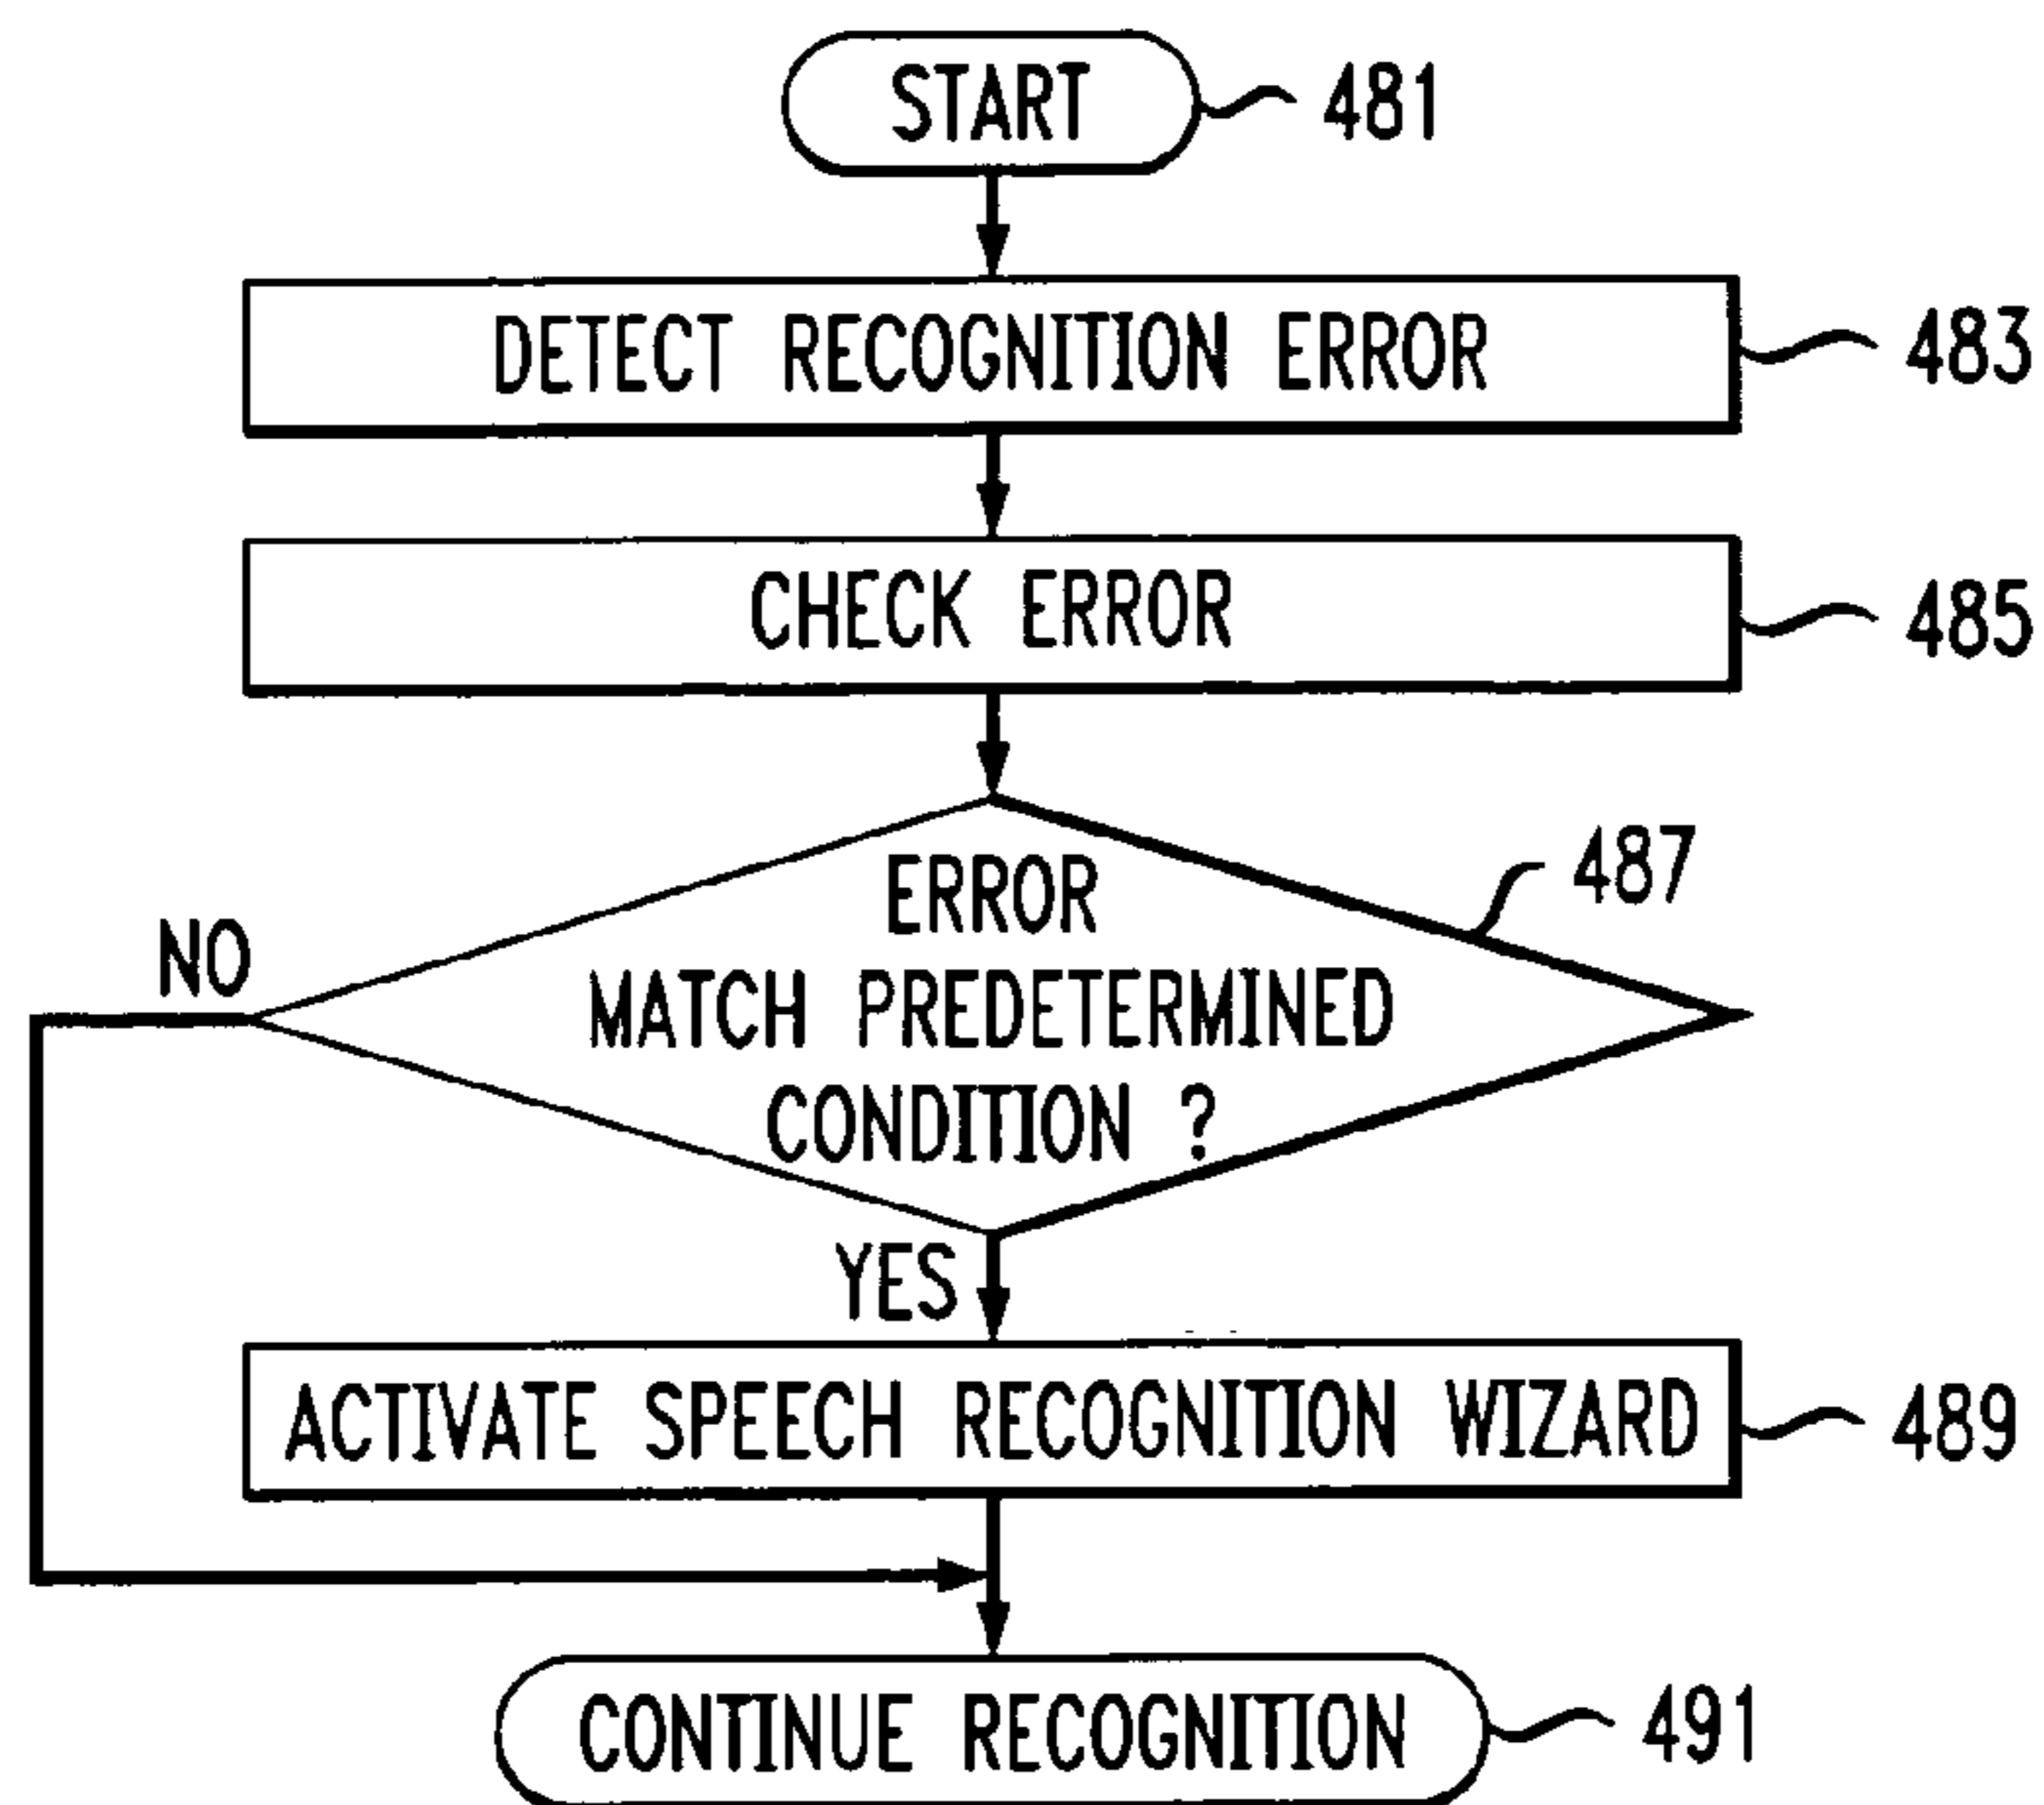 START
481
DETECT RECOGNITION ERROR
483
CHECK ERROR
485
ERROR
MATCH PREDETERMINED
CONDITION ?
487
NO
YES
ACTIVATE SPEECH RECOGNITION WIZARD
489
CONTINUE RECOGNITION
491